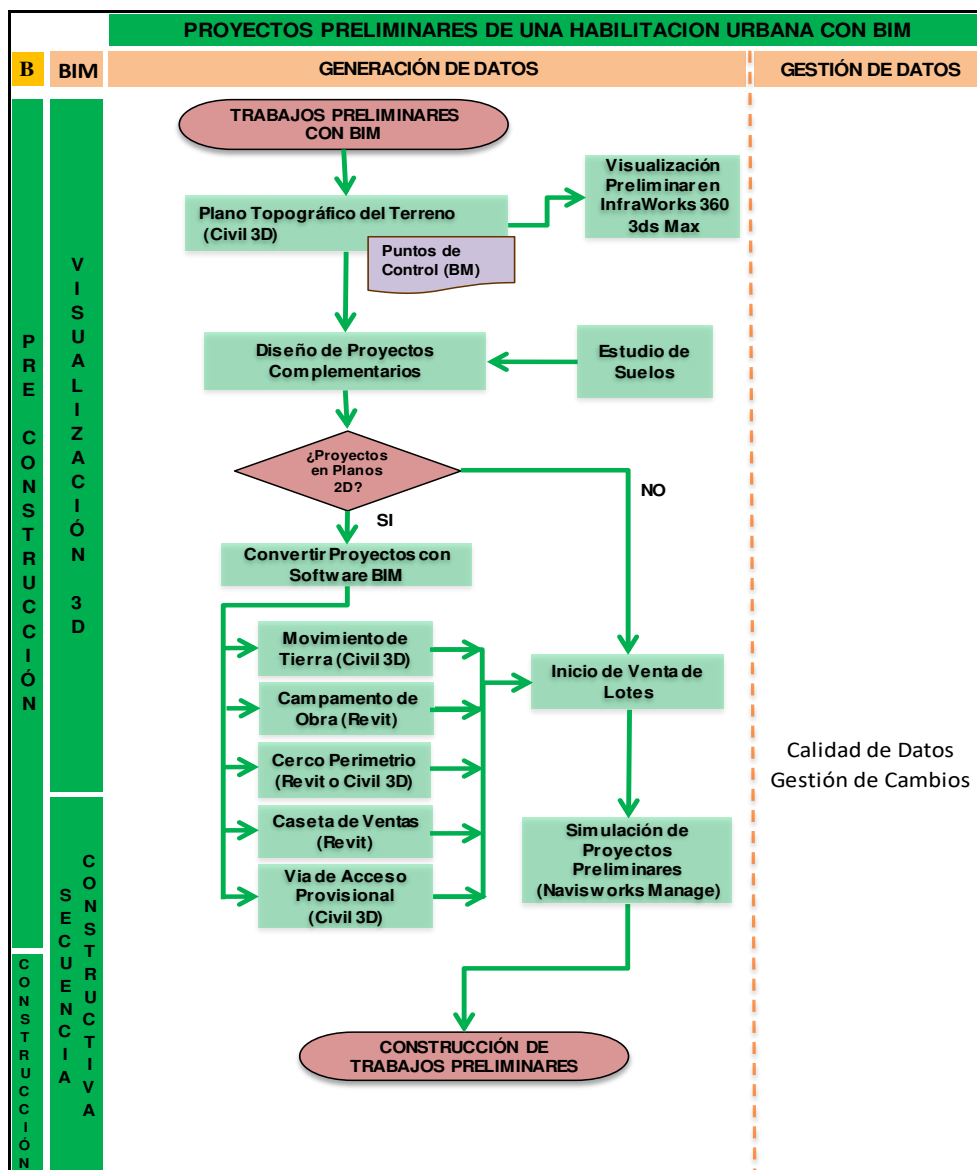 PROYECTOS PRELIMINARES DE UNA HABILITACION URBANA CON BIM
B
BIM
GENERACIÓN DE DATOS
GESTIÓN DE DATOS
PRE CONSTRUCCIÓN
CONSTRUCCIÓN
VISUALIZACIÓN 3D
SECUENCIA
CONSTRUCTIVA
TRABAJOS PRELIMINARES
CON BIM
Plano Topográfico del Terreno
(Civil 3D)
Puntos de
Control (BM)
Visualización
Preliminar en
InfraWorks 360
3ds Max
Diseño de Proyectos
Complementarios
Estudio de
Suelos
¿Proyectos
en Planos
2D?
NO
SI
Convertir Proyectos con
Software BIM
Movimiento de
Tierra (Civil 3D)
Campamento de
Obra (Revit)
Cerco Perimetrio
(Revit o Civil 3D)
Caseta de Ventas
(Revit)
Via de Acceso
Provisional
(Civil 3D)
Inicio de Venta de
Lotes
Simulación de
Proyectos
Preliminares
(Navisworks Manage)
Calidad de Datos
Gestión de Cambios
CONSTRUCCIÓN DE
TRABAJOS PRELIMINARES